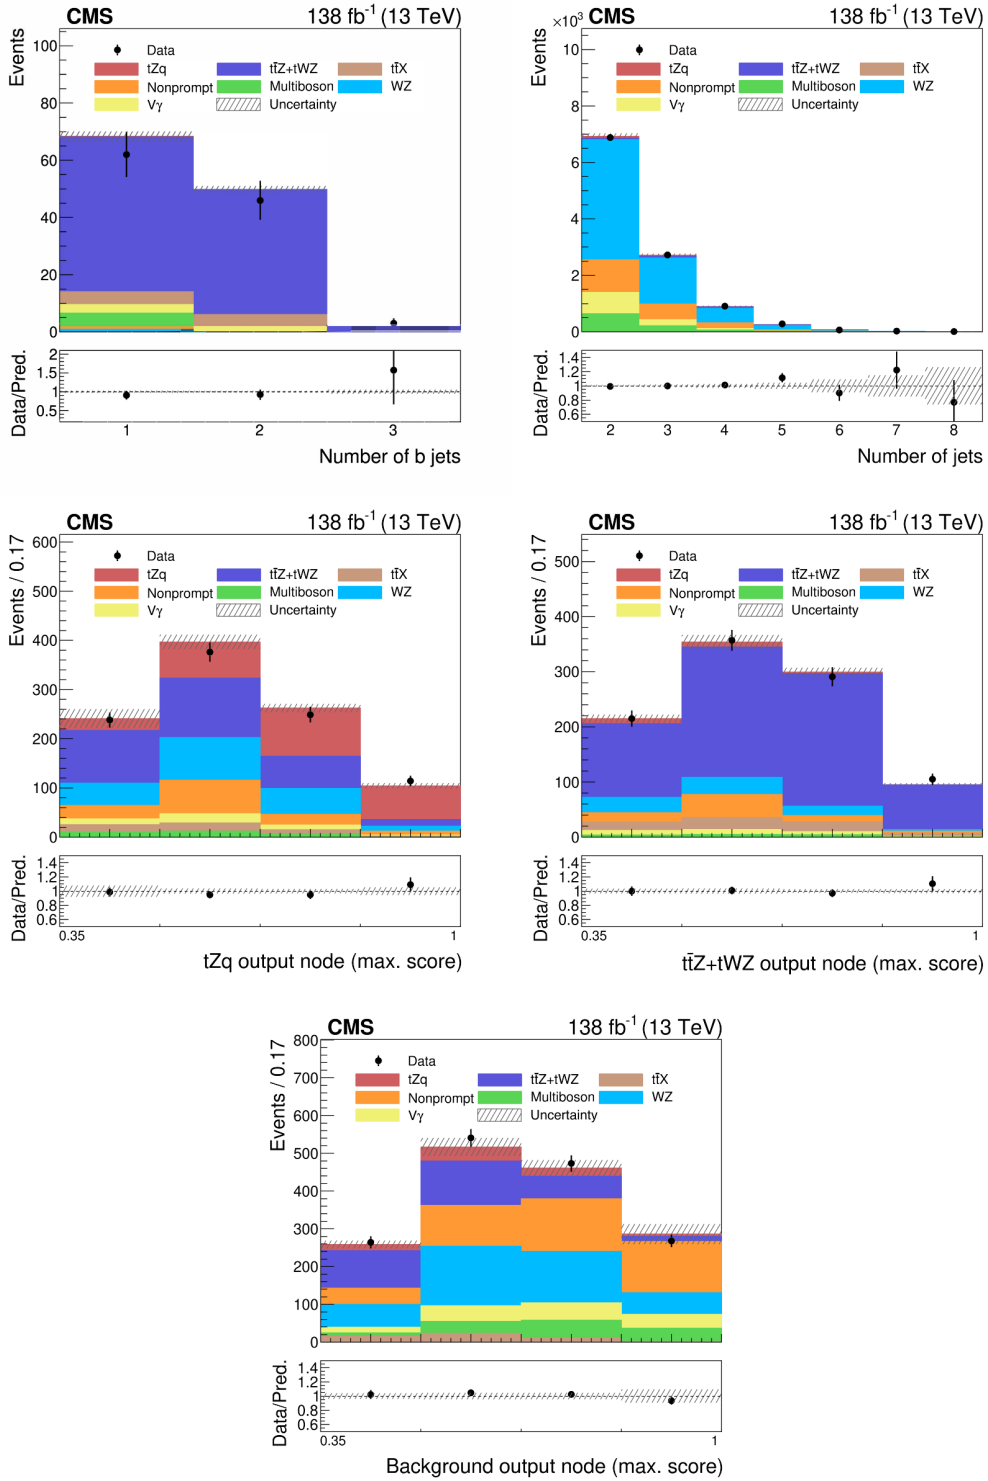 CMS 138 fb⁻¹ (13 TeV)
Events
100
80
60
40
20
0
Data
tZq tt̄Z+tWZ tt̄X
Nonprompt Multiboson WZ
Vγ Uncertainty
Data/Pred.
2
1.5
1
0.5
1 2 3
Number of b jets
CMS 138 fb⁻¹ (13 TeV)
×10³
Events
10
8
6
4
2
0
Data
tZq tt̄Z+tWZ tt̄X
Nonprompt Multiboson WZ
Vγ Uncertainty
Data/Pred.
1.4
1.2
1
0.8
0.6
2 3 4 5 6 7 8
Number of jets
CMS 138 fb⁻¹ (13 TeV)
Events / 0.17
600
500
400
300
200
100
0
Data
tZq tt̄Z+tWZ tt̄X
Nonprompt Multiboson WZ
Vγ Uncertainty
Data/Pred.
1.4
1.2
1
0.8
0.6
0.35 1
tZq output node (max. score)
CMS 138 fb⁻¹ (13 TeV)
Events / 0.17
500
400
300
200
100
0
Data
tZq tt̄Z+tWZ tt̄X
Nonprompt Multiboson WZ
Vγ Uncertainty
Data/Pred.
1.4
1.2
1
0.8
0.6
0.35 1
tt̄Z+tWZ output node (max. score)
CMS 138 fb⁻¹ (13 TeV)
Events / 0.17
800
700
600
500
400
300
200
100
0
Data
tZq tt̄Z+tWZ tt̄X
Nonprompt Multiboson WZ
Vγ Uncertainty
Data/Pred.
1.4
1.2
1
0.8
0.6
0.35 1
Background output node (max. score)